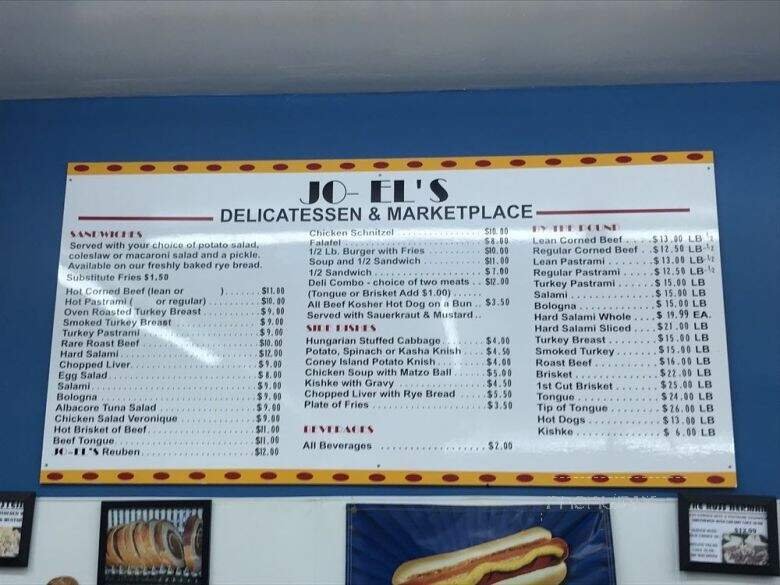 JO-EL'S
DELICATESSEN & MARKETPLACE
SANDWICHES
Served with your choice of potato salad,
coleslaw or macaroni salad and a pickle.
Available on our freshly baked rye bread.
Substitute Fries $1.50
Hot Corned Beef (lean or ) . . . . . $11.00
Hot Pastrami ( or regular) . . . . . $10.00
Oven Roasted Turkey Breast . . . . . $9.00
Smoked Turkey Breast . . . . . $9.00
Turkey Pastrami . . . . . $9.00
Rare Roast Beef . . . . . $10.00
Hard Salami . . . . . $12.00
Chopped Liver . . . . . $9.00
Egg Salad . . . . . $8.00
Salami . . . . . $9.00
Bologna . . . . . $9.00
Albacore Tuna Salad . . . . . $9.00
Chicken Salad Veronique . . . . . $9.00
Hot Brisket of Beef . . . . . $11.00
Beef Tongue . . . . . $11.00
JO-EL'S Reuben . . . . . $12.00
Chicken Schnitzel . . . . . $10.00
Falafel . . . . . $8.00
1/2 Lb. Burger with Fries . . . . . $10.00
Soup and 1/2 Sandwich . . . . . $11.00
1/2 Sandwich . . . . . $7.00
Deli Combo - choice of two meats . . $12.00
(Tongue or Brisket Add $1.00) . . . .
All Beef Kosher Hot Dog on a Bun . . $3.50
Served with Sauerkraut & Mustard . .
SIDE DISHES
Hungarian Stuffed Cabbage . . . . . $4.00
Potato, Spinach or Kasha Knish . . . . $4.50
Coney Island Potato Knish . . . . . $4.00
Chicken Soup with Matzo Ball . . . . . $5.00
Kishke with Gravy . . . . . $4.50
Chopped Liver with Rye Bread . . . . . $5.50
Plate of Fries . . . . . $3.50
BEVERAGES
All Beverages . . . . . $2.00
BY THE POUND
Lean Corned Beef . . . . $13.00 LB-½
Regular Corned Beef . . $12.50 LB-½
Lean Pastrami . . . . . $13.00 LB-½
Regular Pastrami . . . . . $12.50 LB-½
Turkey Pastrami . . . . . $15.00 LB
Salami . . . . . $15.00 LB
Bologna . . . . . $15.00 LB
Hard Salami Whole . . . . $19.99 EA.
Hard Salami Sliced . . . . $21.00 LB
Turkey Breast . . . . . $15.00 LB
Smoked Turkey . . . . . $15.00 LB
Roast Beef . . . . . $16.00 LB
Brisket . . . . . $22.00 LB
1st Cut Brisket . . . . . $25.00 LB
Tongue . . . . . $24.00 LB
Tip of Tongue . . . . . $26.00 LB
Hot Dogs . . . . . $13.00 LB
Kishke . . . . . $6.00 LB
$12.99